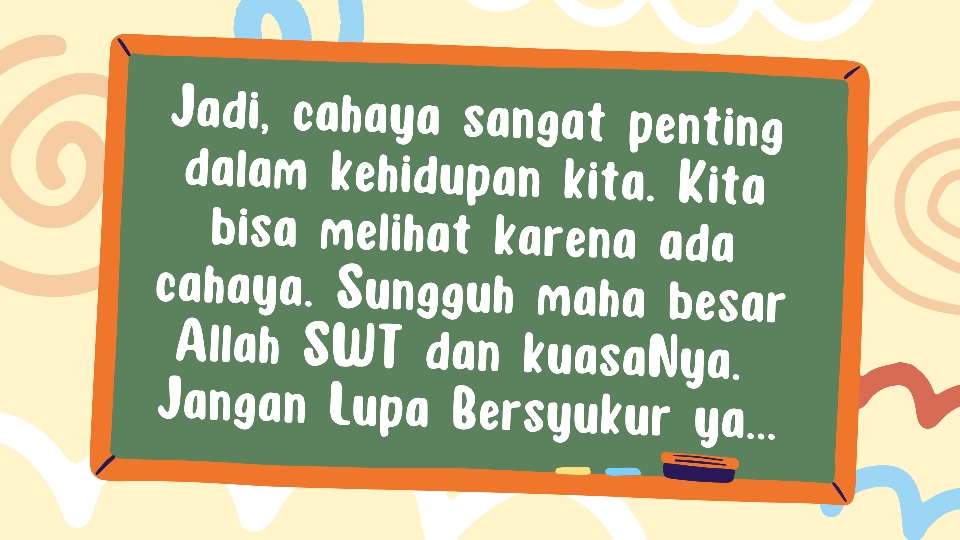 Jadi, cahaya sangat penting
dalam kehidupan kita. Kita
bisa melihat karena ada
cahaya. Sungguh maha besar
Allah SWT dan kuasaNya.
Jangan Lupa Bersyukur ya...